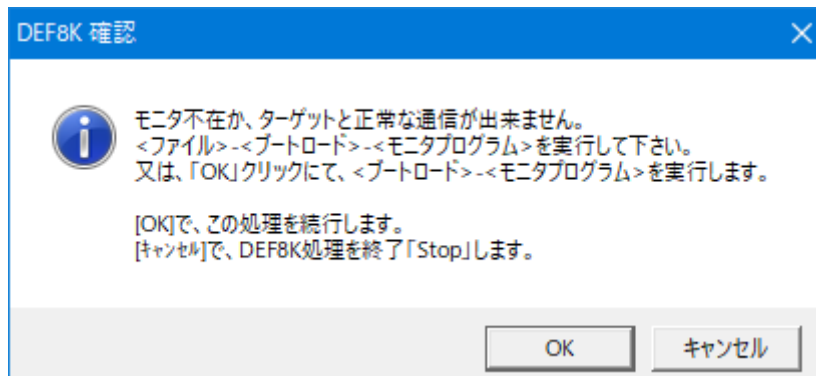 DEF8K 確認
モニタ不在か、ターゲットと正常な通信が出来ません。
<ファイル>-<ブートロード>-<モニタプログラム>を実行して下さい。
又は、「OK」クリックにて、<ブートロード>-<モニタプログラム>を実行します。
[OK]で、この処理を続行します。
[ｷｬﾝｾﾙ]で、DEF8K処理を終了「Stop」します。
OK
キャンセル